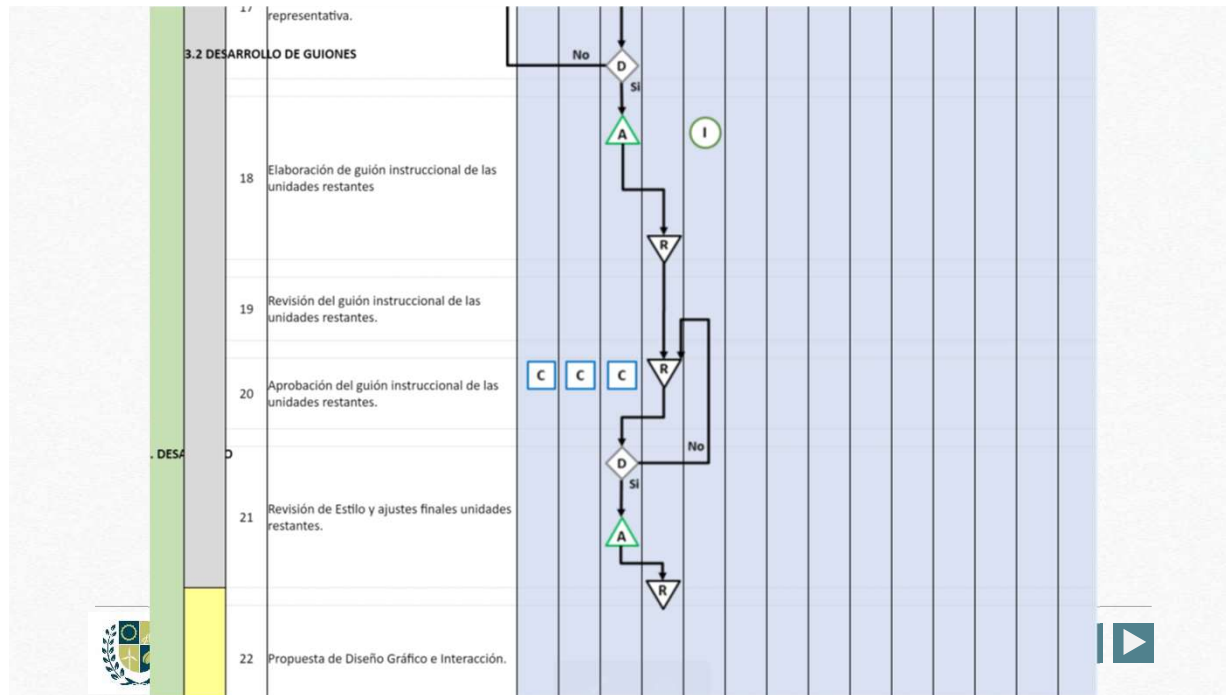 17
representativa.
3.2 DESARROLLO DE GUIONES
No
D
Si
A
I
18
Elaboración de guión instruccional de las
unidades restantes
R
19
Revisión del guión instruccional de las
unidades restantes.
R
C C C
20
Aprobación del guión instruccional de las
unidades restantes.
No
. DESA
O
D
Si
21
Revisión de Estilo y ajustes finales unidades
restantes.
A
R
22
Propuesta de Diseño Gráfico e Interacción.